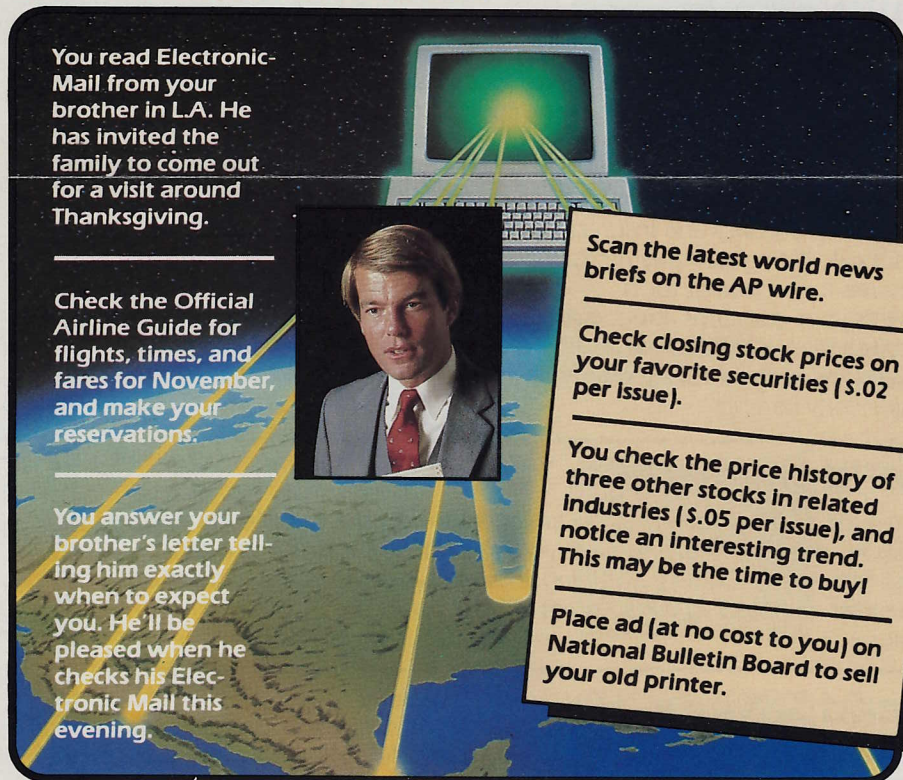 You read Electronic-
Mail from your
brother in L.A. He
has invited the
family to come out
for a visit around
Thanksgiving.
Check the Official
Airline Guide for
flights, times, and
fares for November,
and make your
reservations.
You answer your
brother's letter tell-
ing him exactly
when to expect
you. He'll be
pleased when he
checks his Elec-
tronic Mail this
evening.
Scan the latest world news
briefs on the AP wire.
Check closing stock prices on
your favorite securities ($.02
per issue).
You check the price history of
three other stocks in related
industries ($.05 per issue), and
notice an interesting trend.
This may be the time to buy!
Place ad (at no cost to you) on
National Bulletin Board to sell
your old printer.